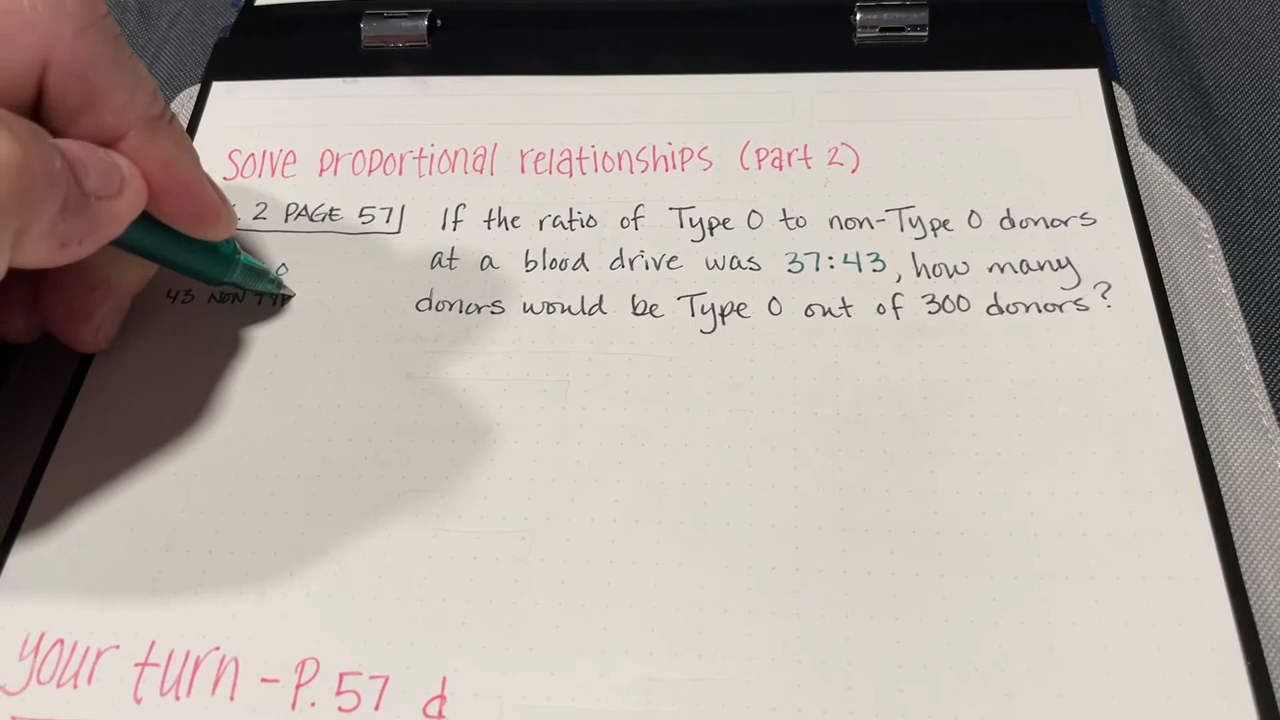 Solve proportional relationships (part 2)
. 2 PAGE 57
If the ratio of Type O to non-Type O donors
at a blood drive was 37:43, how many
donors would be Type O out of 300 donors?
O
43 NON TYP
your turn - P.57 d